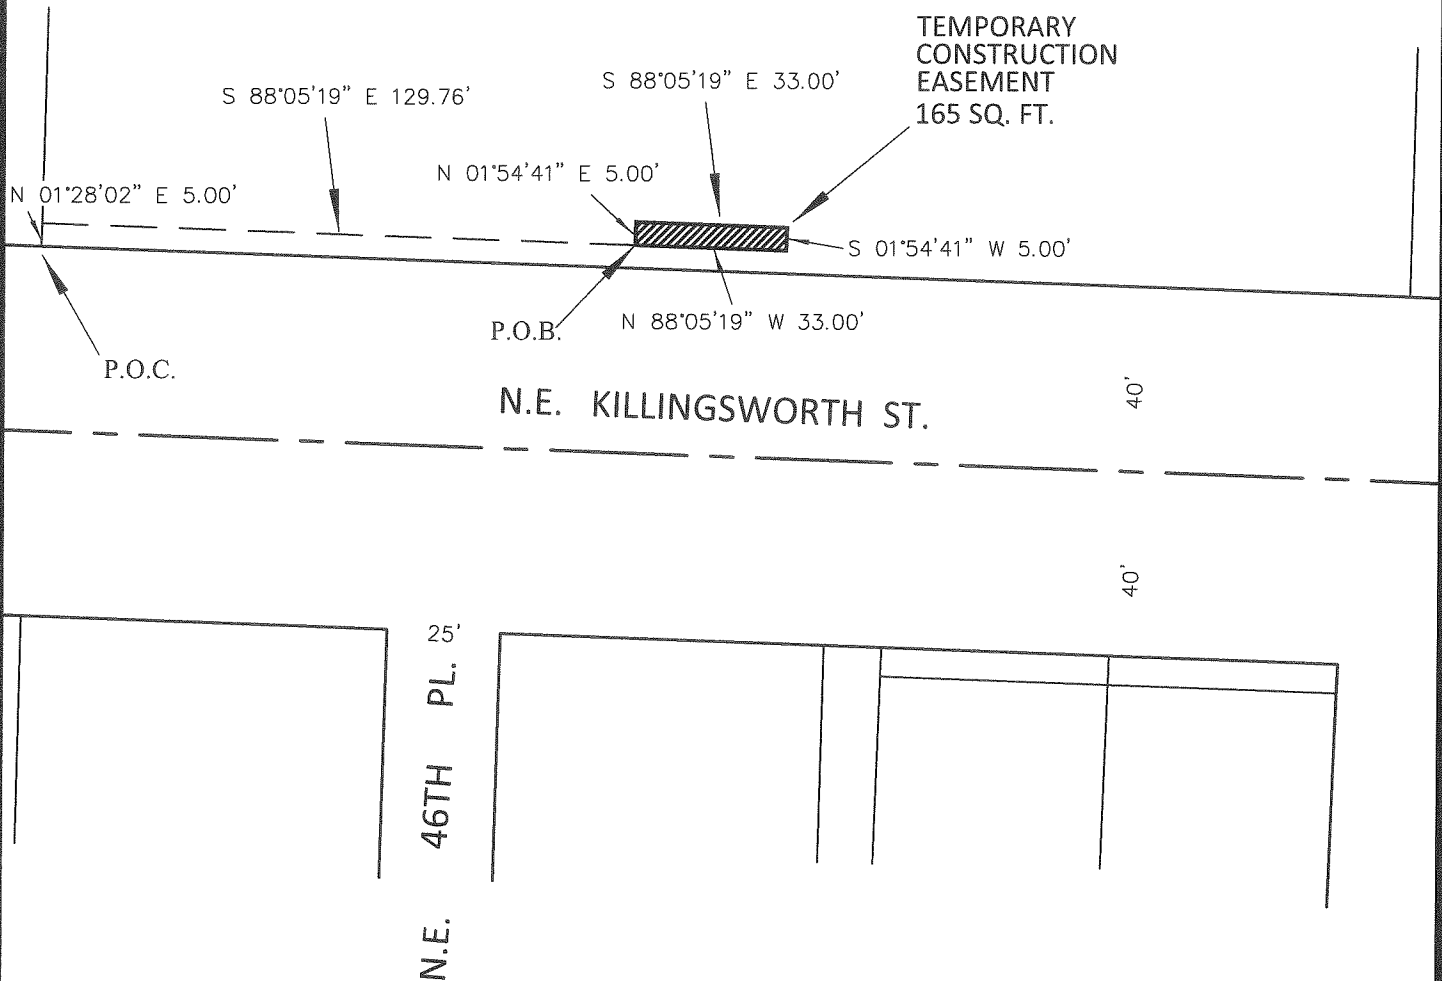 TEMPORARY
CONSTRUCTION
EASEMENT
165 SQ. FT.
S 88°05'19" E 33.00'
S 88°05'19" E 129.76'
N 01°54'41" E 5.00'
N 01°28'02" E 5.00'
S 01°54'41" W 5.00'
P.O.B.
N 88°05'19" W 33.00'
P.O.C.
N.E. KILLINGSWORTH ST.
40'
40'
25'
N.E. 46TH PL.